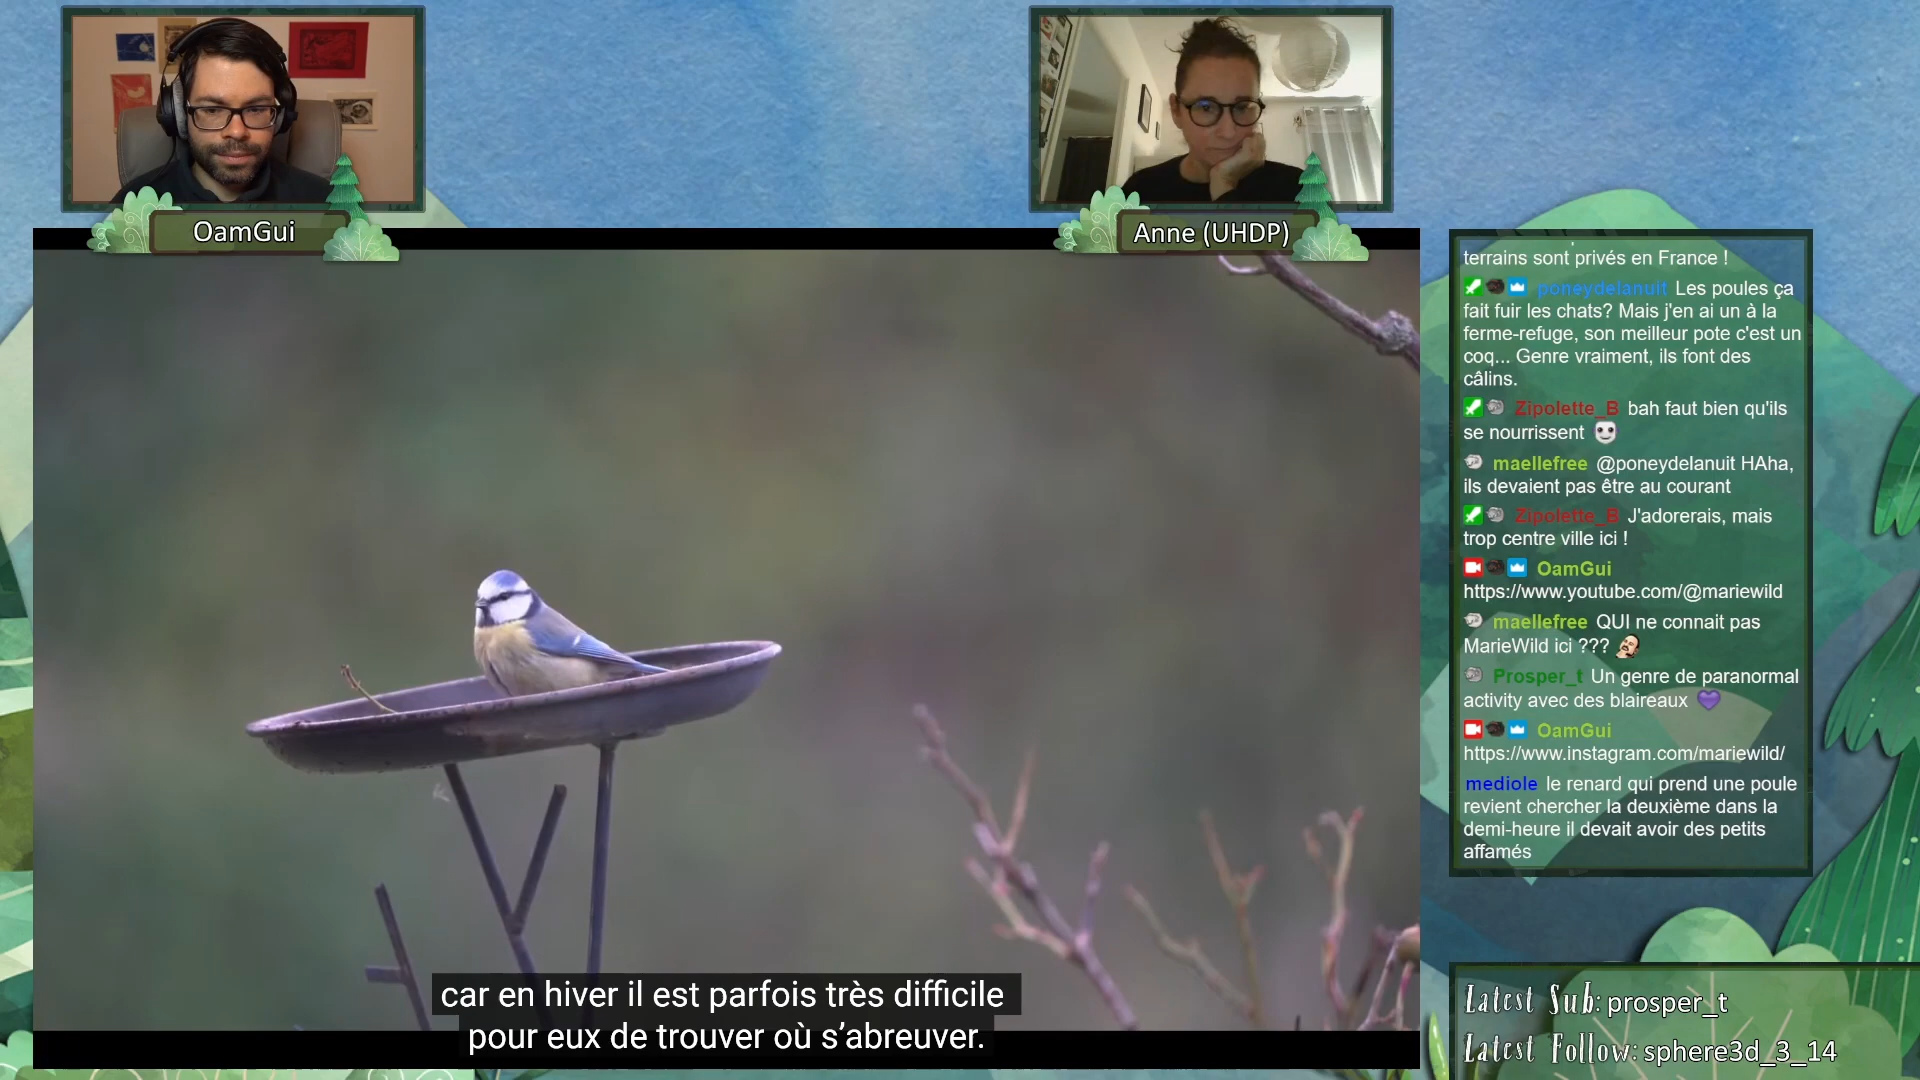 OamGui
Anne (UHDP)
terrains sont privés en France !
poneydelanuit Les poules ça
fait fuir les chats? Mais j'en ai un à la
ferme-refuge, son meilleur pote c'est un
coq... Genre vraiment, ils font des
câlins.
Zipolette_B bah faut bien qu'ils
se nourrissent
maellefree @poneydelanuit HAha,
ils devaient pas être au courant
Zipolette_B J'adorerais, mais
trop centre ville ici !
OamGui
https://www.youtube.com/@mariewild
maellefree QUI ne connait pas
MarieWild ici ???
Prosper_t Un genre de paranormal
activity avec des blaireaux
OamGui
https://www.instagram.com/mariewild/
mediole le renard qui prend une poule
revient chercher la deuxième dans la
demi-heure il devait avoir des petits
affamés
car en hiver il est parfois très difficile
pour eux de trouver où s’abreuver.
Latest Sub: prosper_t
Latest Follow: sphere3d_3_14